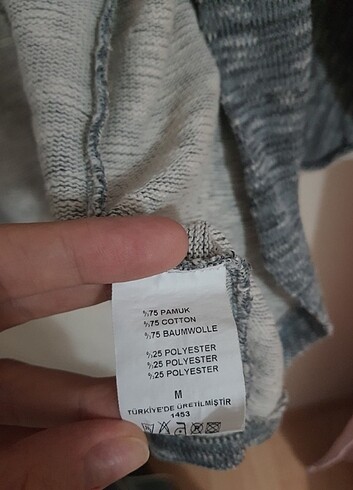 %75 PAMUK
%75 COTTON
%75 BAUMWOLLE
%25 POLYESTER
%25 POLYESTER
%25 POLYESTER
M
TÜRKİYE'DE ÜRETİLMİŞTİR
1453